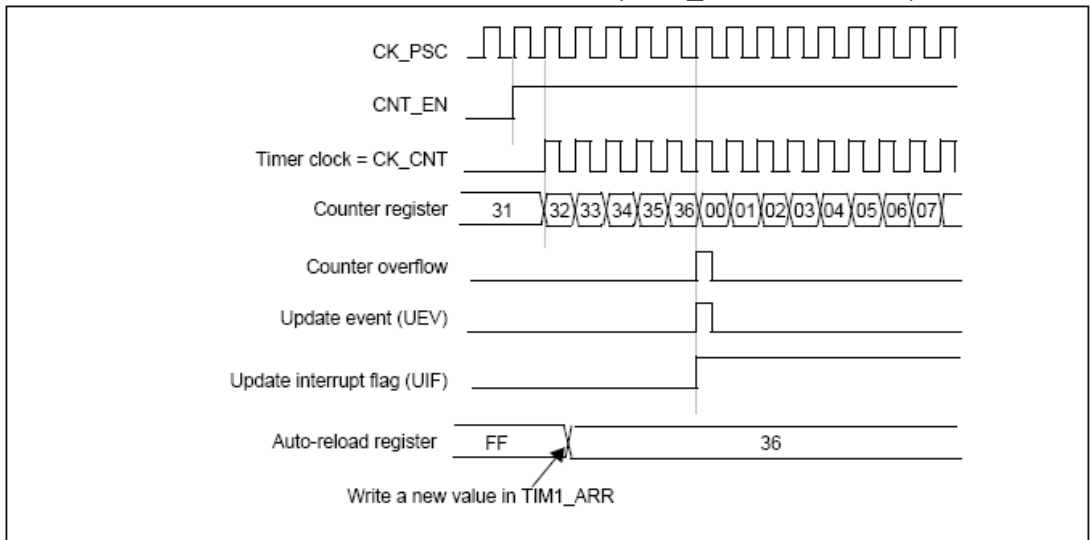 CK_PSC
CNT_EN
Timer clock = CK_CNT
Counter register 31 32 33 34 35 36 00 01 02 03 04 05 06 07
Counter overflow
Update event (UEV)
Update interrupt flag (UIF)
Auto-reload register FF 36
Write a new value in TIM1_ARR